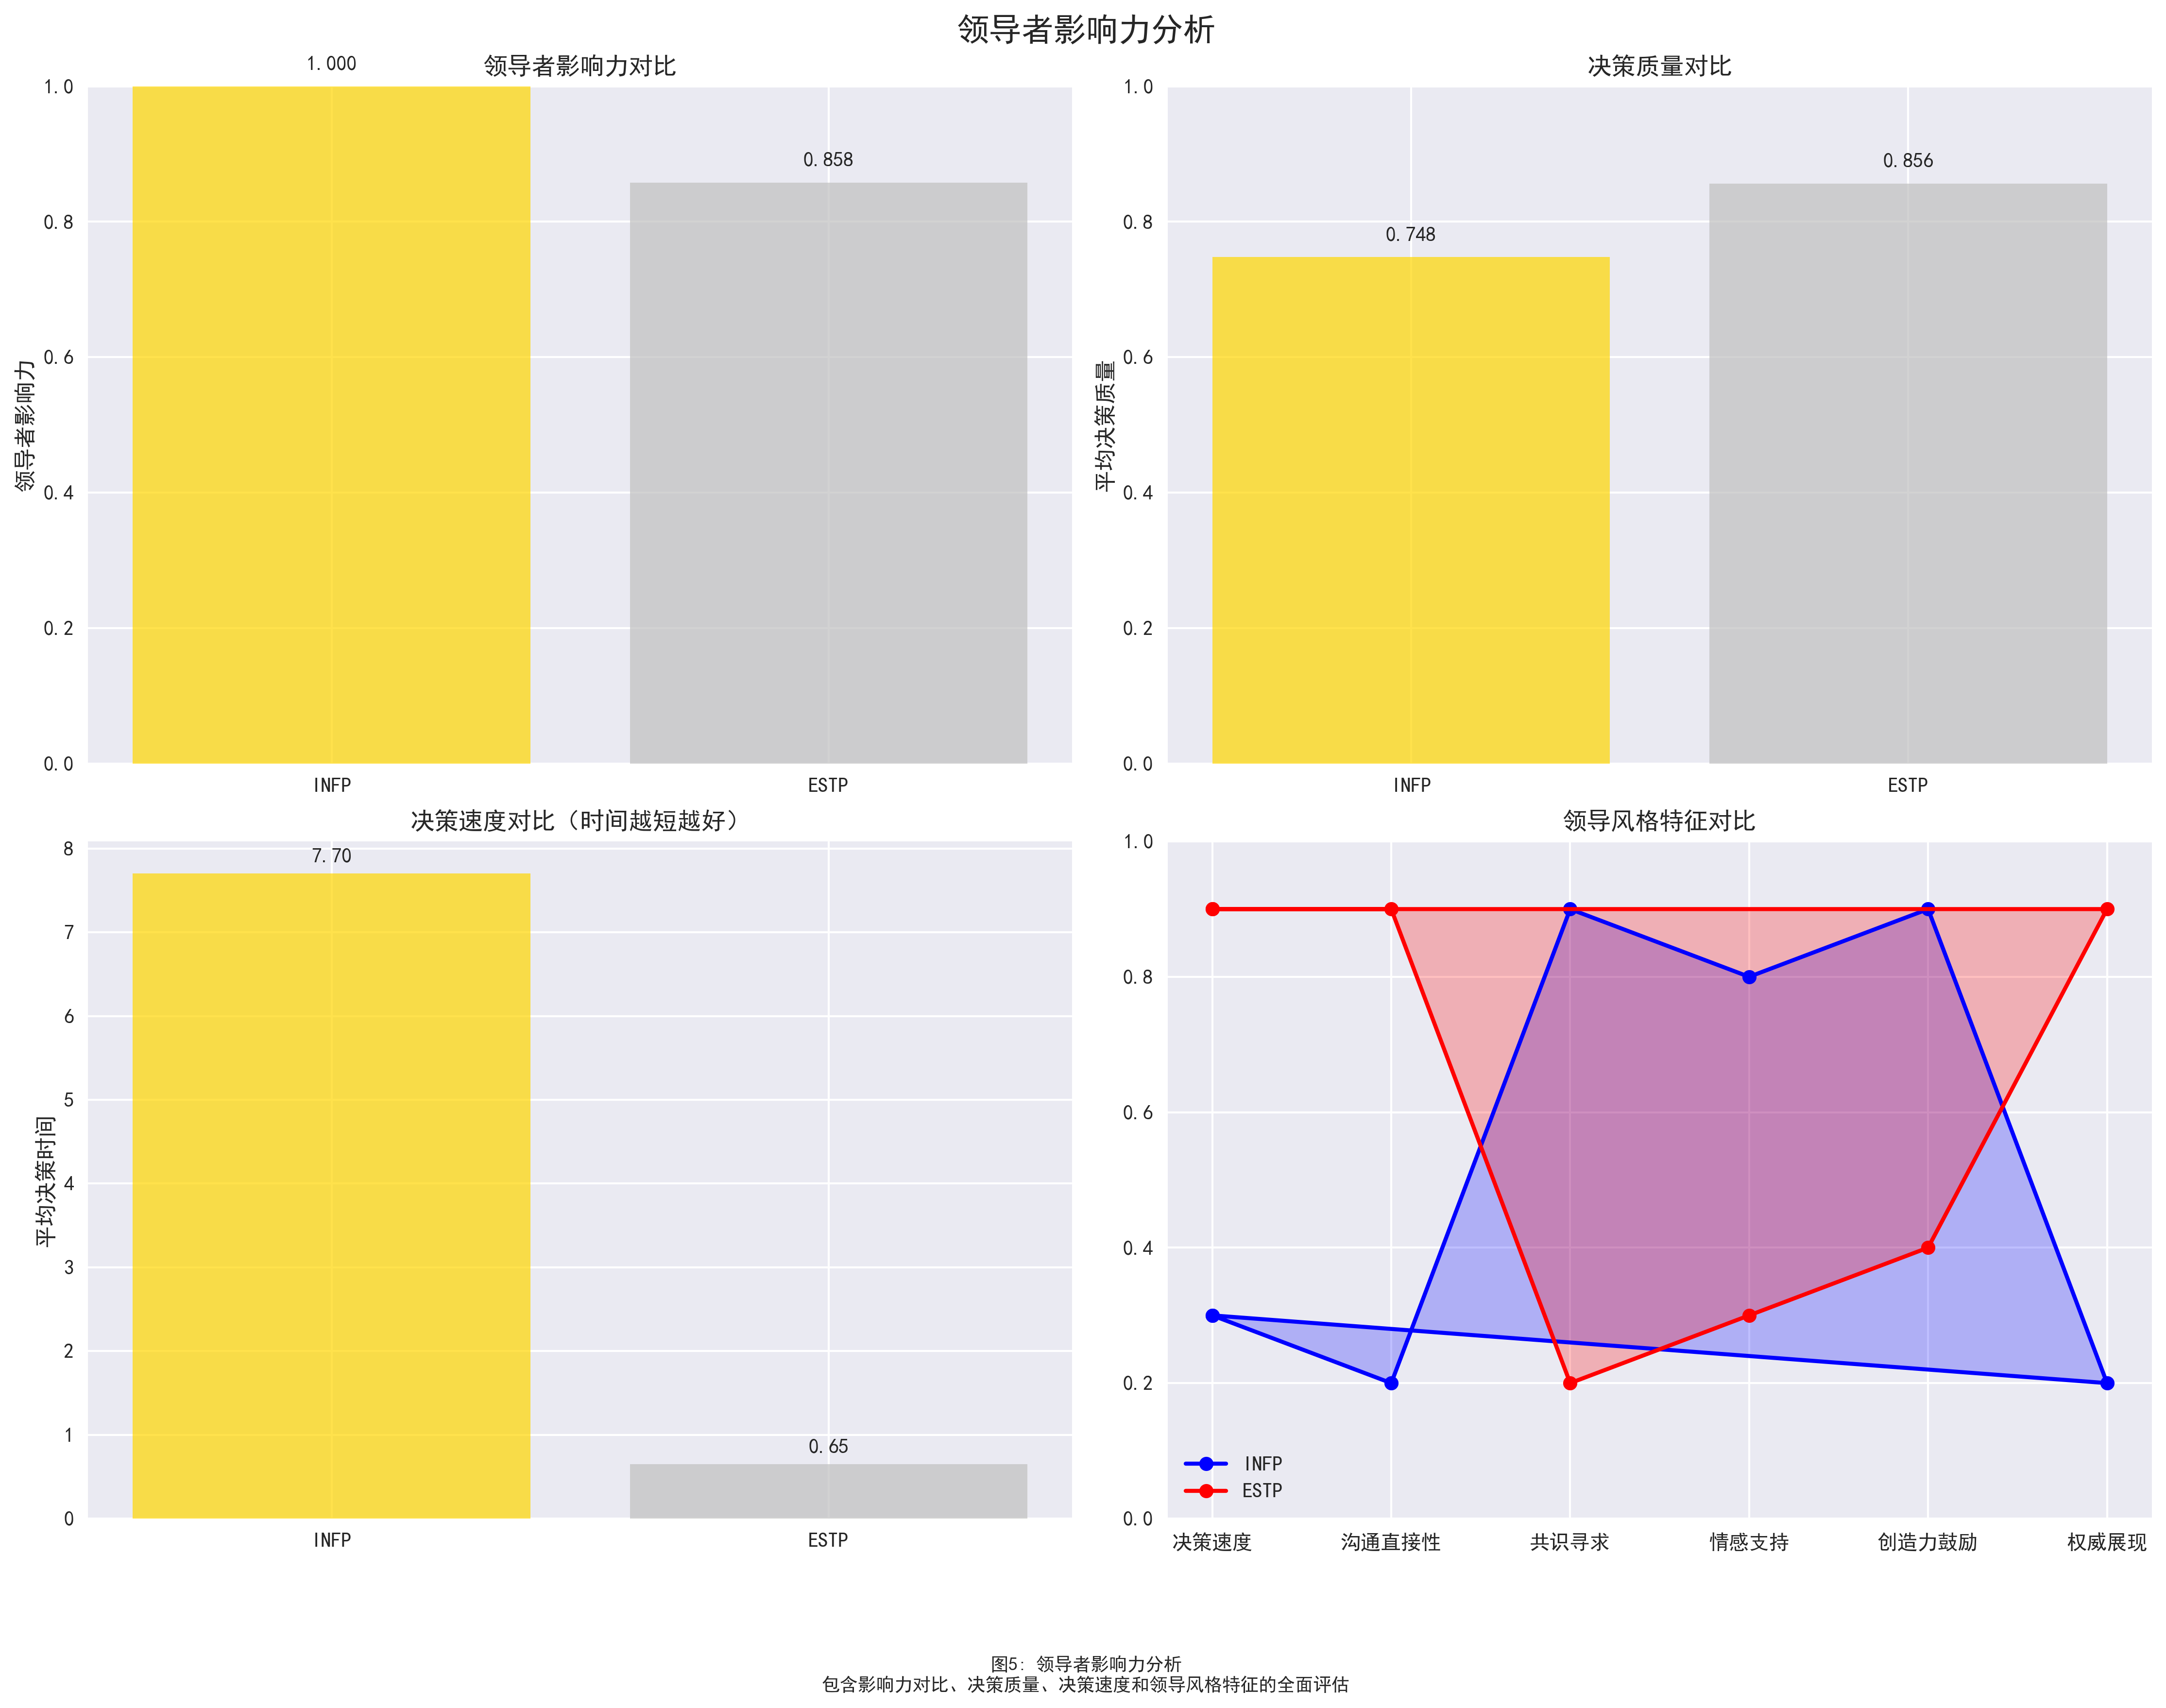 领导者影响力分析
领导者影响力对比
1.000
0.858
1.0
0.8
0.6
0.4
0.2
0.0
领导者影响力
INFP
ESTP
决策质量对比
0.748
0.856
1.0
0.8
0.6
0.4
0.2
0.0
平均决策质量
INFP
ESTP
决策速度对比（时间越短越好）
7.70
0.65
8
7
6
5
4
3
2
1
0
平均决策时间
INFP
ESTP
领导风格特征对比
1.0
0.8
0.6
0.4
0.2
0.0
INFP
ESTP
决策速度
沟通直接性
共识寻求
情感支持
创造力鼓励
权威展现
图5: 领导者影响力分析
包含影响力对比、决策质量、决策速度和领导风格特征的全面评估